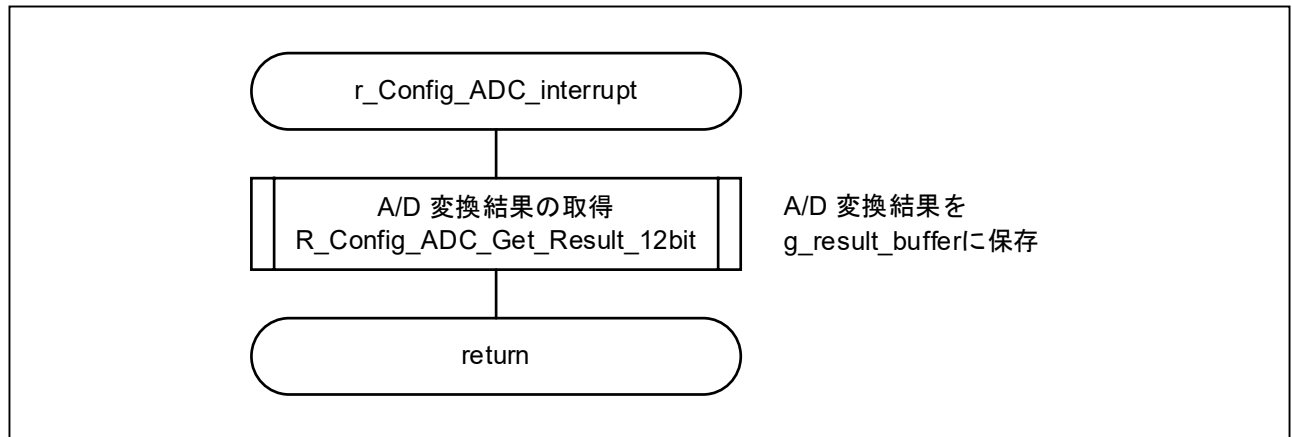 r_Config_ADC_interrupt
A/D 変換結果の取得
R_Config_ADC_Get_Result_12bit
A/D 変換結果を
g_result_bufferに保存
return